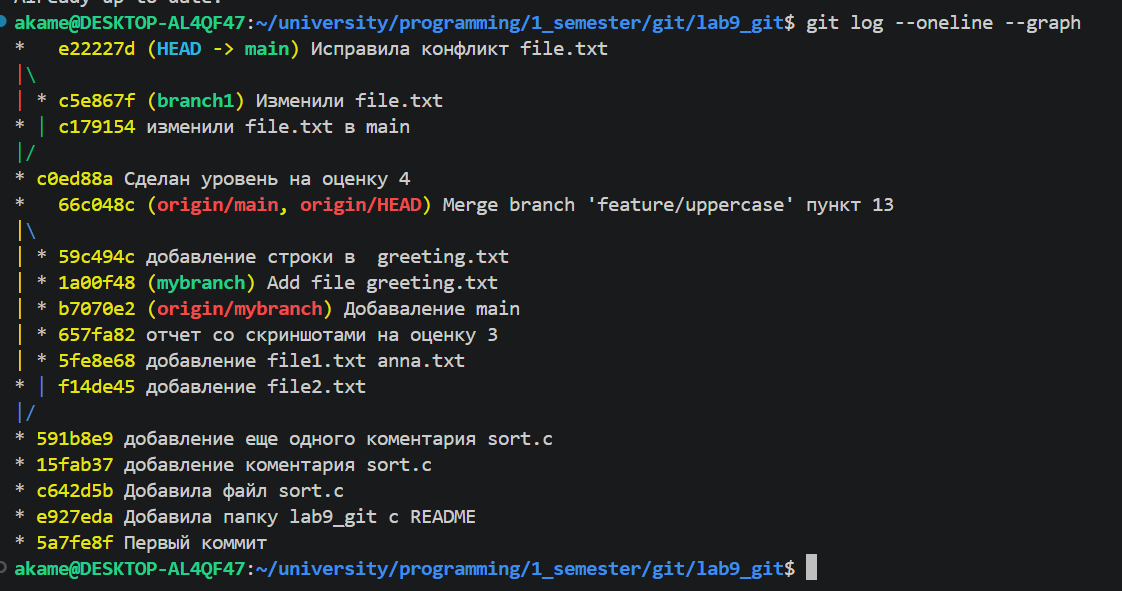 Already up to date.
akame@DESKTOP-AL4QF47:~/university/programming/1_semester/git/lab9_git$ git log --oneline --graph
*   e22227d (HEAD -> main) Исправила конфликт file.txt
|\
| * c5e867f (branch1) Изменили file.txt
* | c179154 изменили file.txt в main
|/
* c0ed88a Сделан уровень на оценку 4
*   66c048c (origin/main, origin/HEAD) Merge branch 'feature/uppercase' пункт 13
|\
| * 59c494c добавление строки в  greeting.txt
| * 1a00f48 (mybranch) Add file greeting.txt
| * b7070e2 (origin/mybranch) Добаваление main
| * 657fa82 отчет со скриншотами на оценку 3
| * 5fe8e68 добавление file1.txt anna.txt
* | f14de45 добавление file2.txt
|/
* 591b8e9 добавление еще одного коментария sort.c
* 15fab37 добавление коментария sort.c
* c642d5b Добавила файл sort.c
* e927eda Добавила папку lab9_git с README
* 5a7fe8f Первый коммит
akame@DESKTOP-AL4QF47:~/university/programming/1_semester/git/lab9_git$